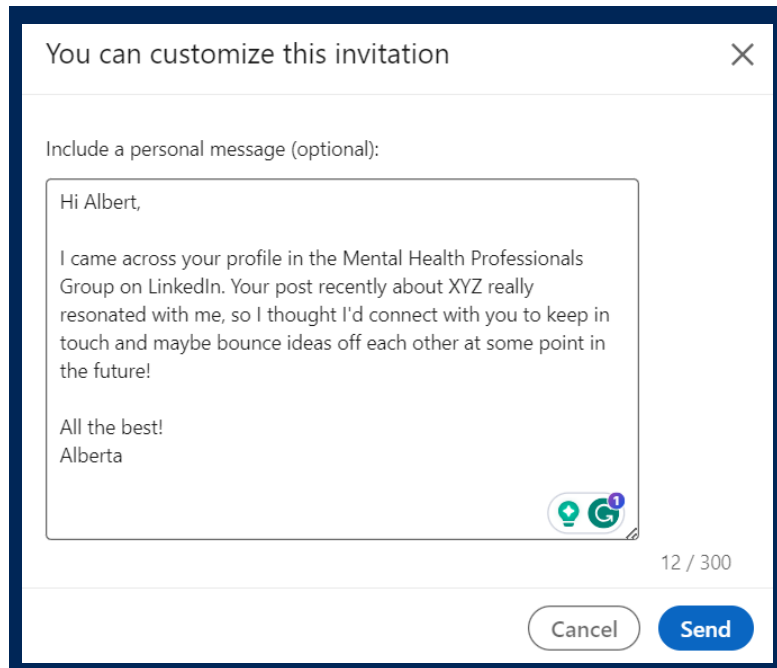 You can customize this invitation
Include a personal message (optional):
Hi Albert,
I came across your profile in the Mental Health Professionals
Group on LinkedIn. Your post recently about XYZ really
resonated with me, so I thought I'd connect with you to keep in
touch and maybe bounce ideas off each other at some point in
the future!
All the best!
Alberta
1
12 / 300
Cancel
Send